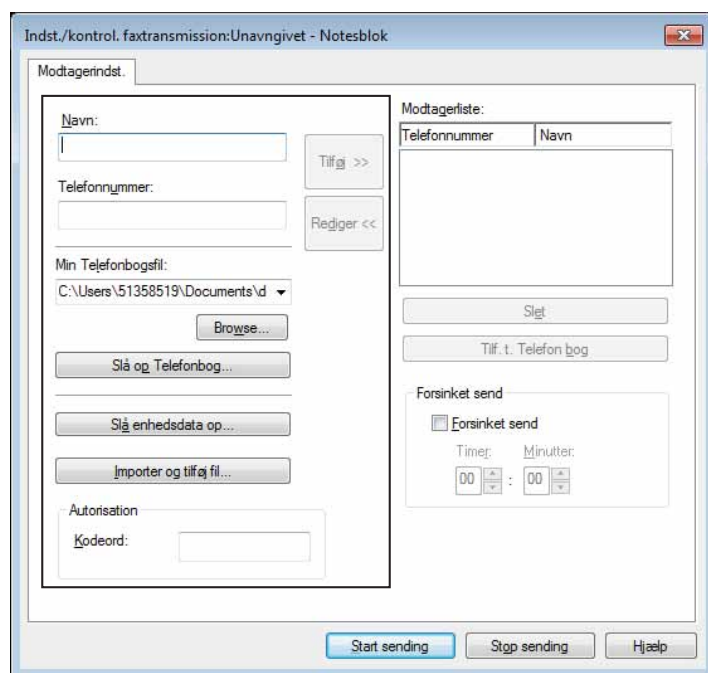 Indst./kontrol. faxtransmission:Unavngivet - Notesblok
Modtagerindst.
Navn:
Tilføj >>
Telefonnummer:
Rediger <<
Min Telefonbogsfil:
C:\Users\51358519\Documents\d
Browse...
Slå op Telefonbog...
Slå enhedsdata op...
Importer og tilføj fil...
Autorisation
Kodeord:
Modtagerliste:
Telefonnummer Navn
Slet
Tilf. t. Telefon bog
Forsinket send
Forsinket send
Timer: Minutter:
00 : 00
Start sending Stop sending Hjælp